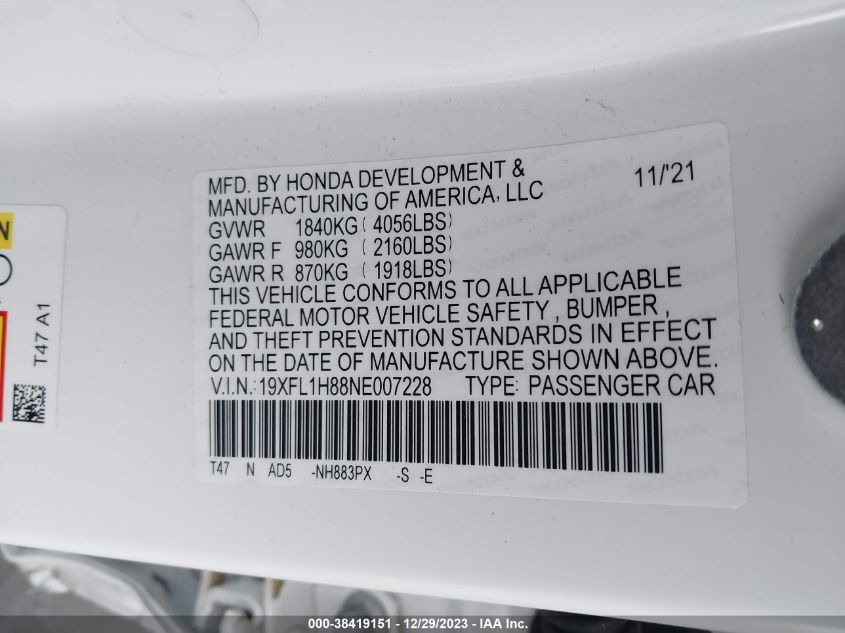 MFD. BY HONDA DEVELOPMENT & 11/'21
MANUFACTURING OF AMERICA, LLC
GVWR 1840KG ( 4056LBS)
GAWR F 980KG ( 2160LBS)
GAWR R 870KG ( 1918LBS)
THIS VEHICLE CONFORMS TO ALL APPLICABLE
FEDERAL MOTOR VEHICLE SAFETY , BUMPER ,
AND THEFT PREVENTION STANDARDS IN EFFECT
ON THE DATE OF MANUFACTURE SHOWN ABOVE.
V.I.N.:19XFL1H88NE007228 TYPE: PASSENGER CAR
T47 N AD5 -NH883PX -S -E
T47 A1
000-38419151 - 12/29/2023 - IAA Inc.